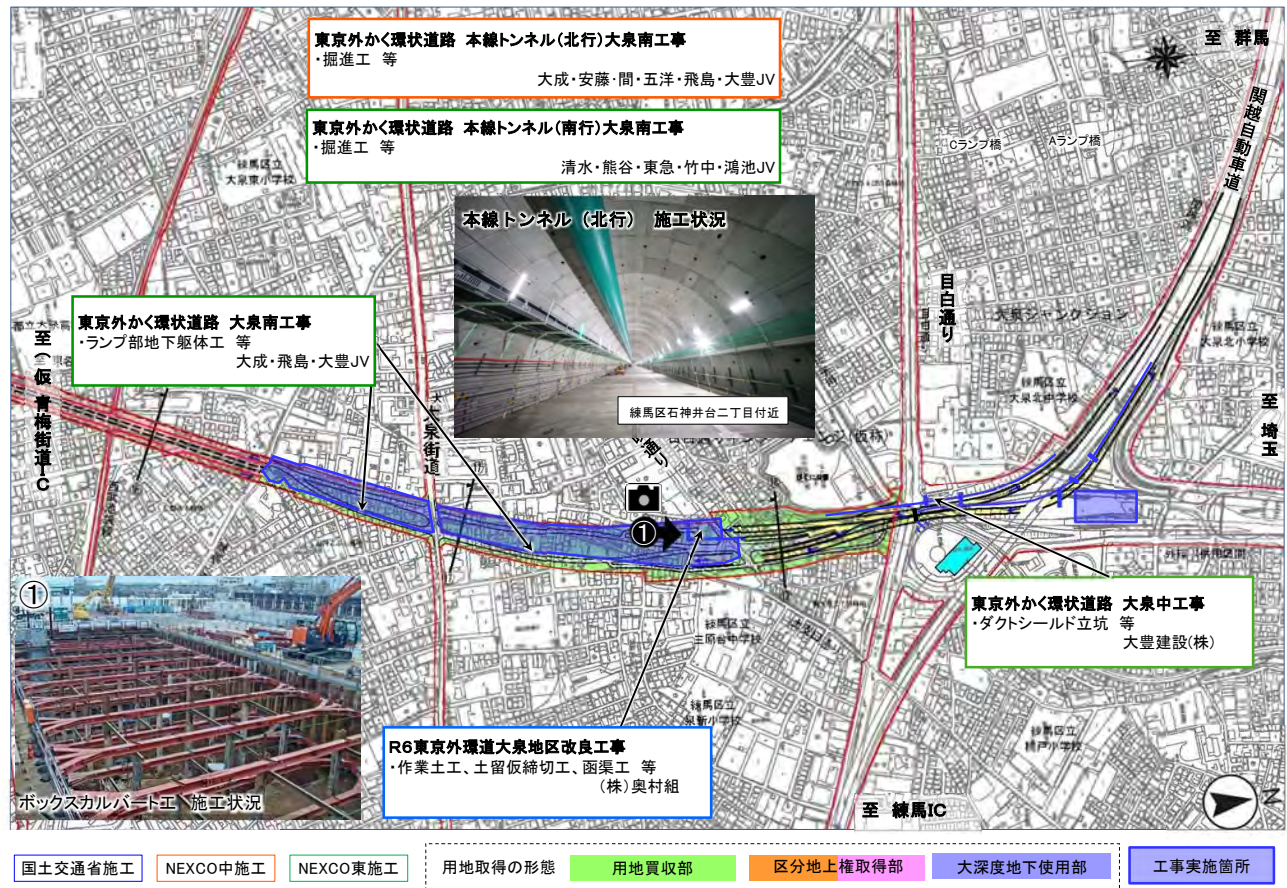 東京外かく環状道路 本線トンネル(北行)大泉南工事
・掘進工 等
大成・安藤・間・五洋・飛島・大豊JV
東京外かく環状道路 本線トンネル(南行)大泉南工事
・掘進工 等
清水・熊谷・東急・竹中・鴻池JV
至 群馬
関越自動車道
Cランプ橋
Aランプ橋
練馬区立
大泉東小学校
本線トンネル（北行） 施工状況
練馬区石神井台二丁目付近
目白通り
大泉ジャンクション
練馬区立
大泉北小学校
練馬区立
大泉北中学校
至 埼玉
東京外かく環状道路 大泉南工事
・ランプ部地下躯体工 等
大成・飛島・大豊JV
至（仮 青梅街道IC
大泉街道
①
東京外かく環状道路 大泉中工事
・ダクトシールド立坑 等
大豊建設(株)
練馬区立
三原台中学校
練馬区立
泉新小学校
練馬区立
橋戸小学校
①
ボックスカルバート工 施工状況
R6東京外環道大泉地区改良工事
・作業土工、土留仮締切工、函渠工 等
(株)奥村組
至 練馬IC
国土交通省施工
NEXCO中施工
NEXCO東施工
用地取得の形態
用地買収部
区分地上権取得部
大深度地下使用部
工事実施箇所